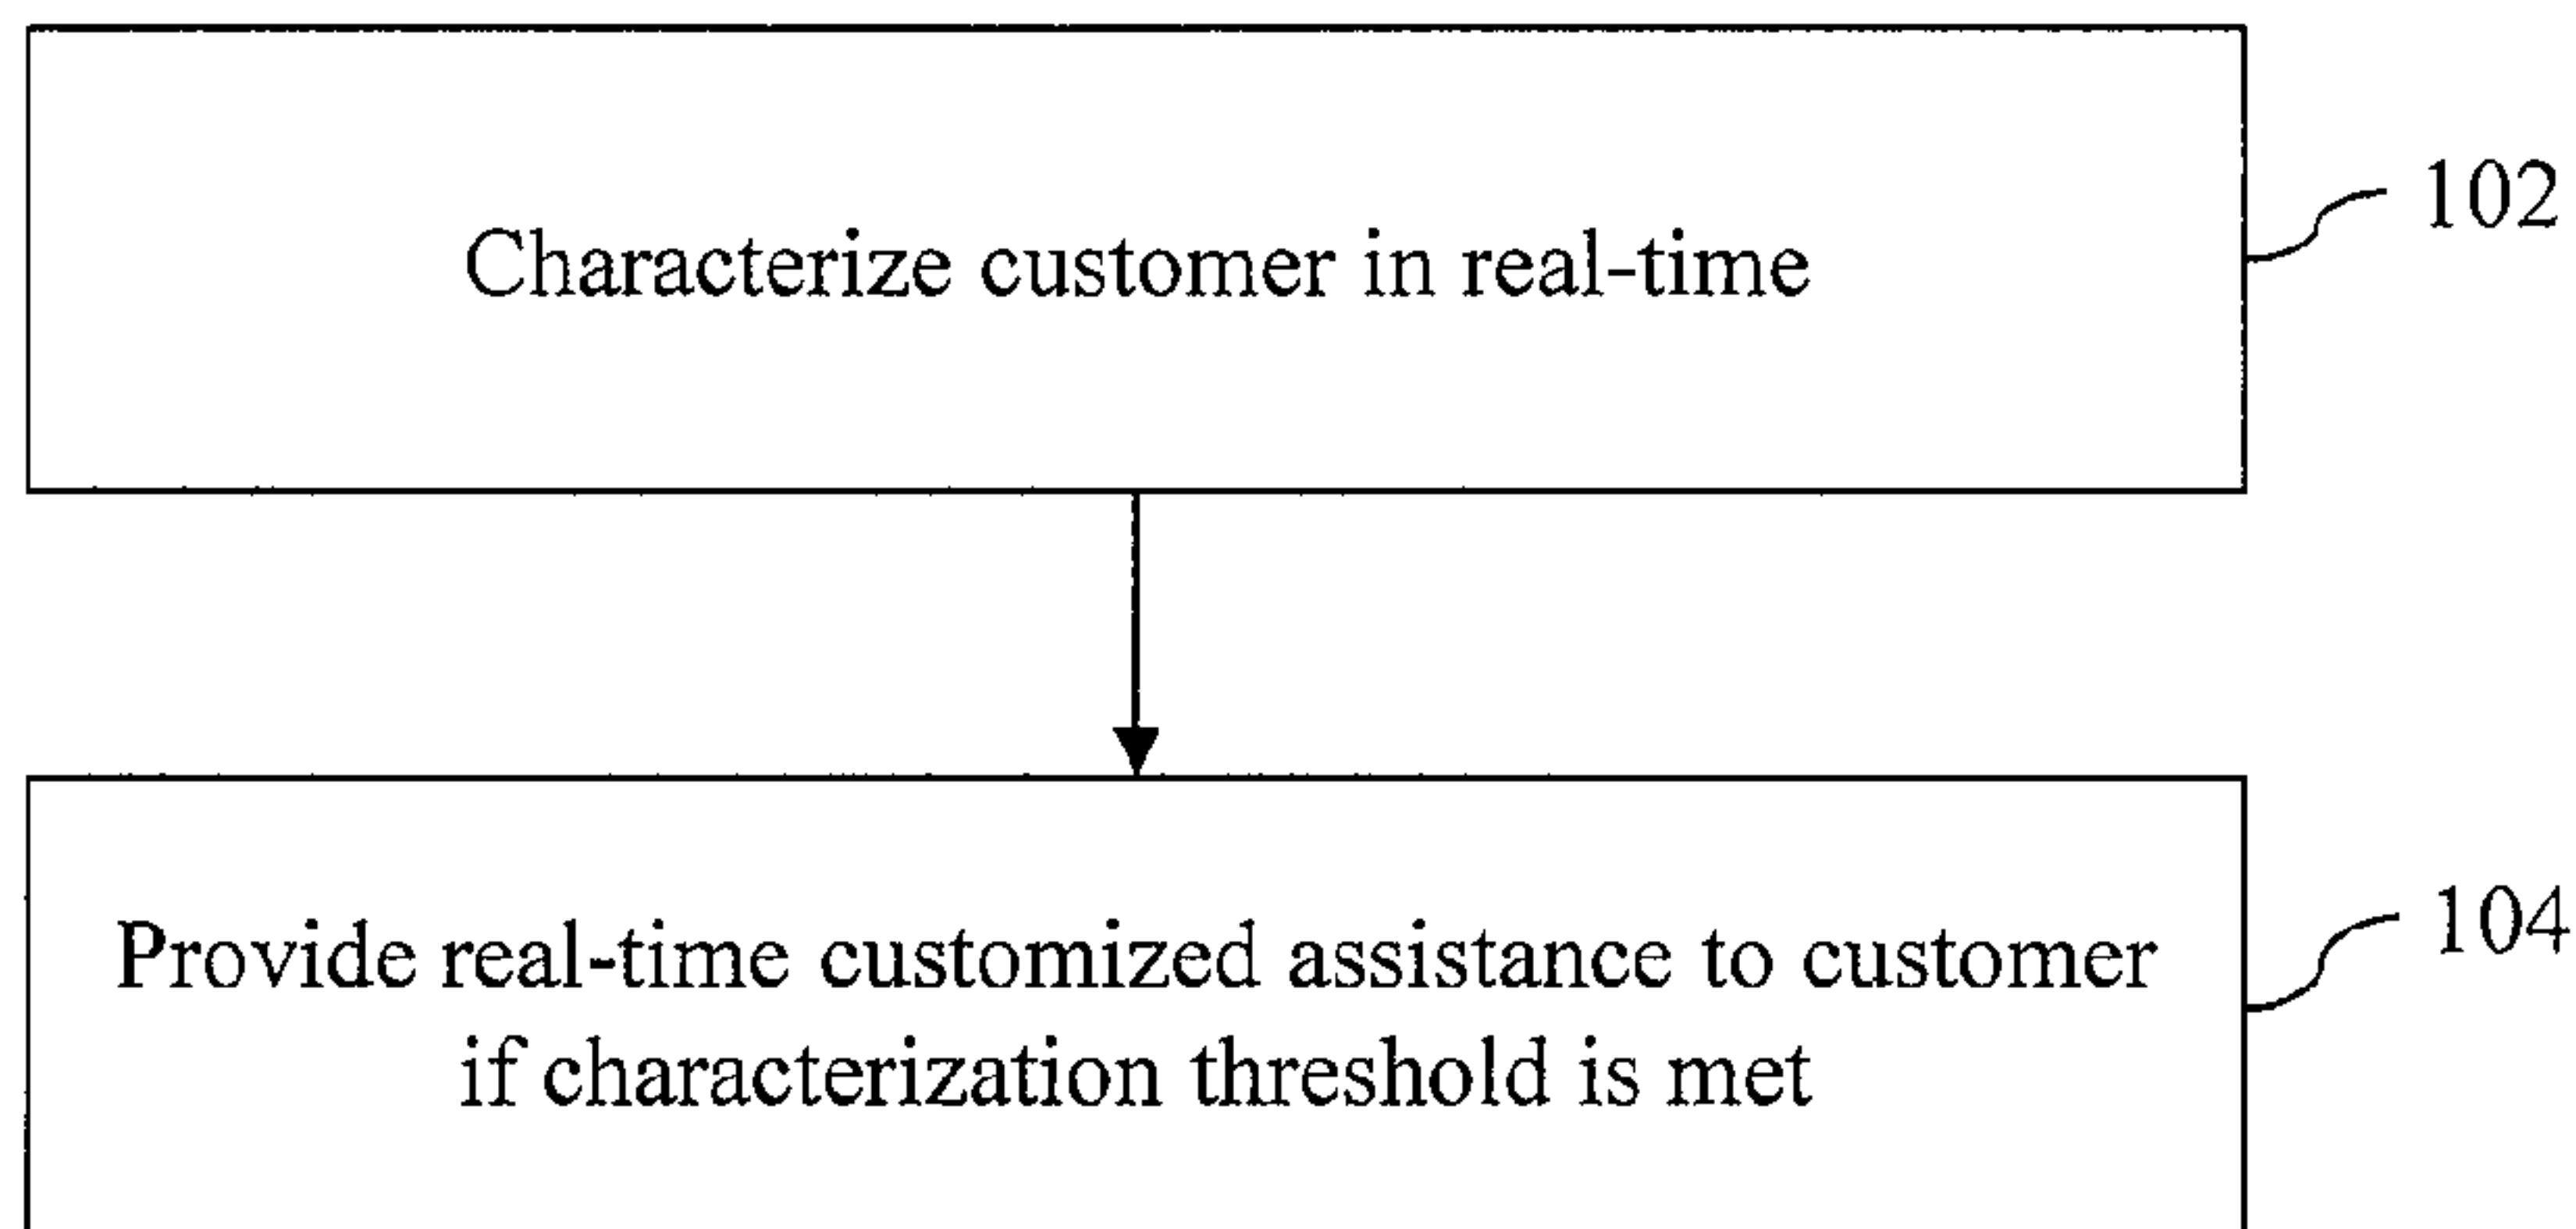 Characterize customer in real-time
102
Provide real-time customized assistance to customer
if characterization threshold is met
104